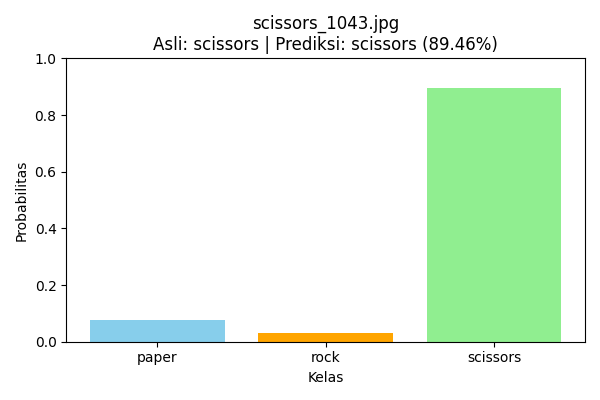 scissors_1043.jpg
Asli: scissors | Prediksi: scissors (89.46%)
1.0
0.8
0.6
0.4
0.2
0.0
Probabilitas
paper
rock
scissors
Kelas